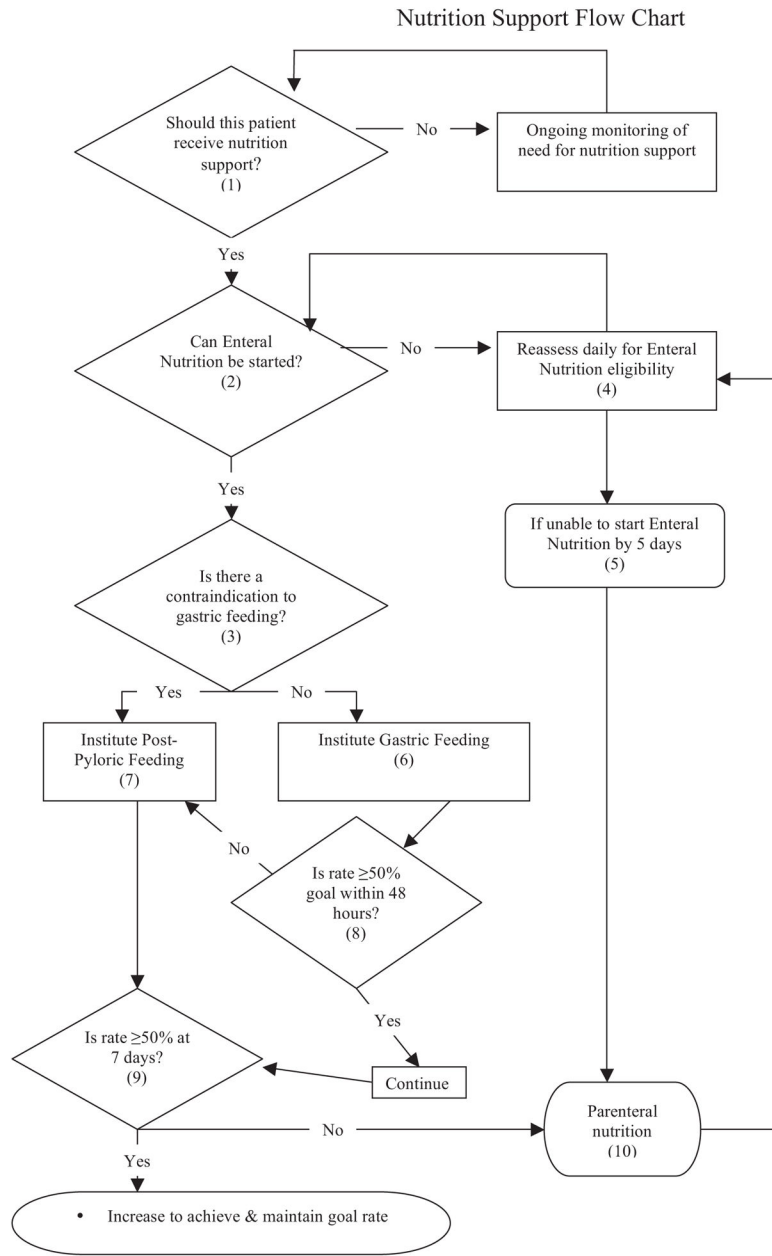 Nutrition Support Flow Chart
Should this patient
receive nutrition
support?
(1)
No
Ongoing monitoring of
need for nutrition support
Yes
Can Enteral
Nutrition be started?
(2)
No
Reassess daily for Enteral
Nutrition eligibility
(4)
Yes
If unable to start Enteral
Nutrition by 5 days
(5)
Is there a
contraindication to
gastric feeding?
(3)
Yes
No
Institute Post-
Pyloric Feeding
(7)
Institute Gastric Feeding
(6)
No
Is rate ≥50%
goal within 48
hours?
(8)
Yes
Is rate ≥50% at
7 days?
(9)
Continue
No
Parenteral
nutrition
(10)
Yes
• Increase to achieve & maintain goal rate